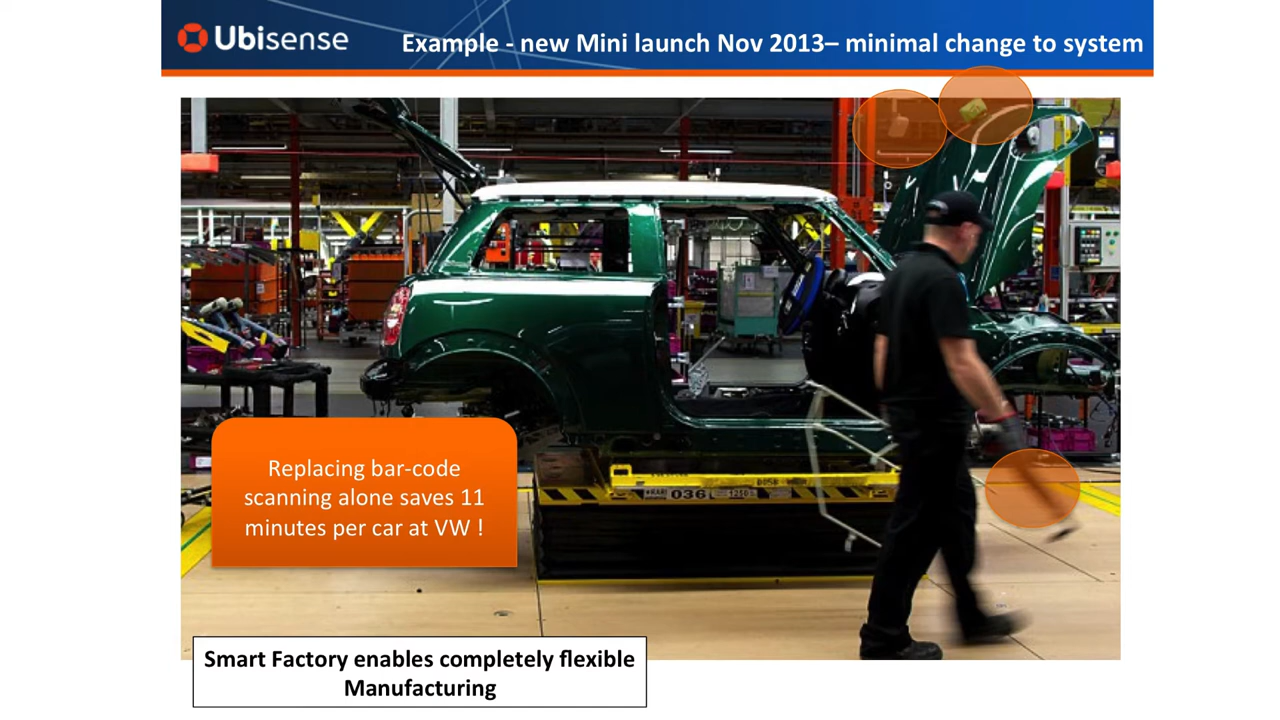 Ubisense
Example - new Mini launch Nov 2013– minimal change to system
Replacing bar-code
scanning alone saves 11
minutes per car at VW !
036
Smart Factory enables completely flexible
Manufacturing